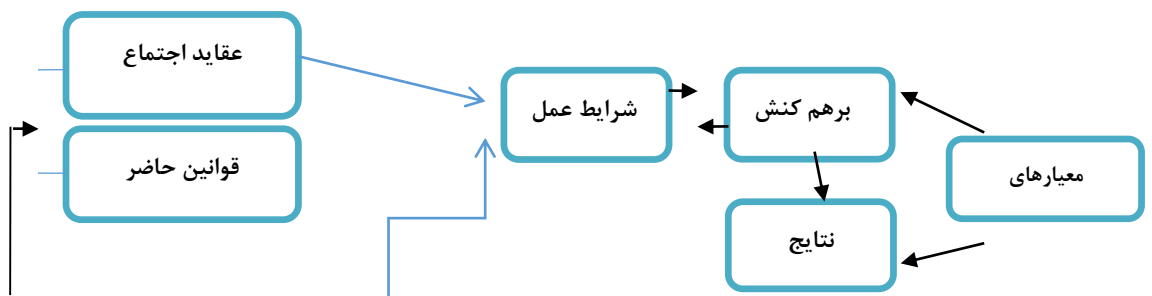 عقاید اجتماع
شرایط عمل
برهم کنش
قوانین حاضر
معیارهای
نتایج